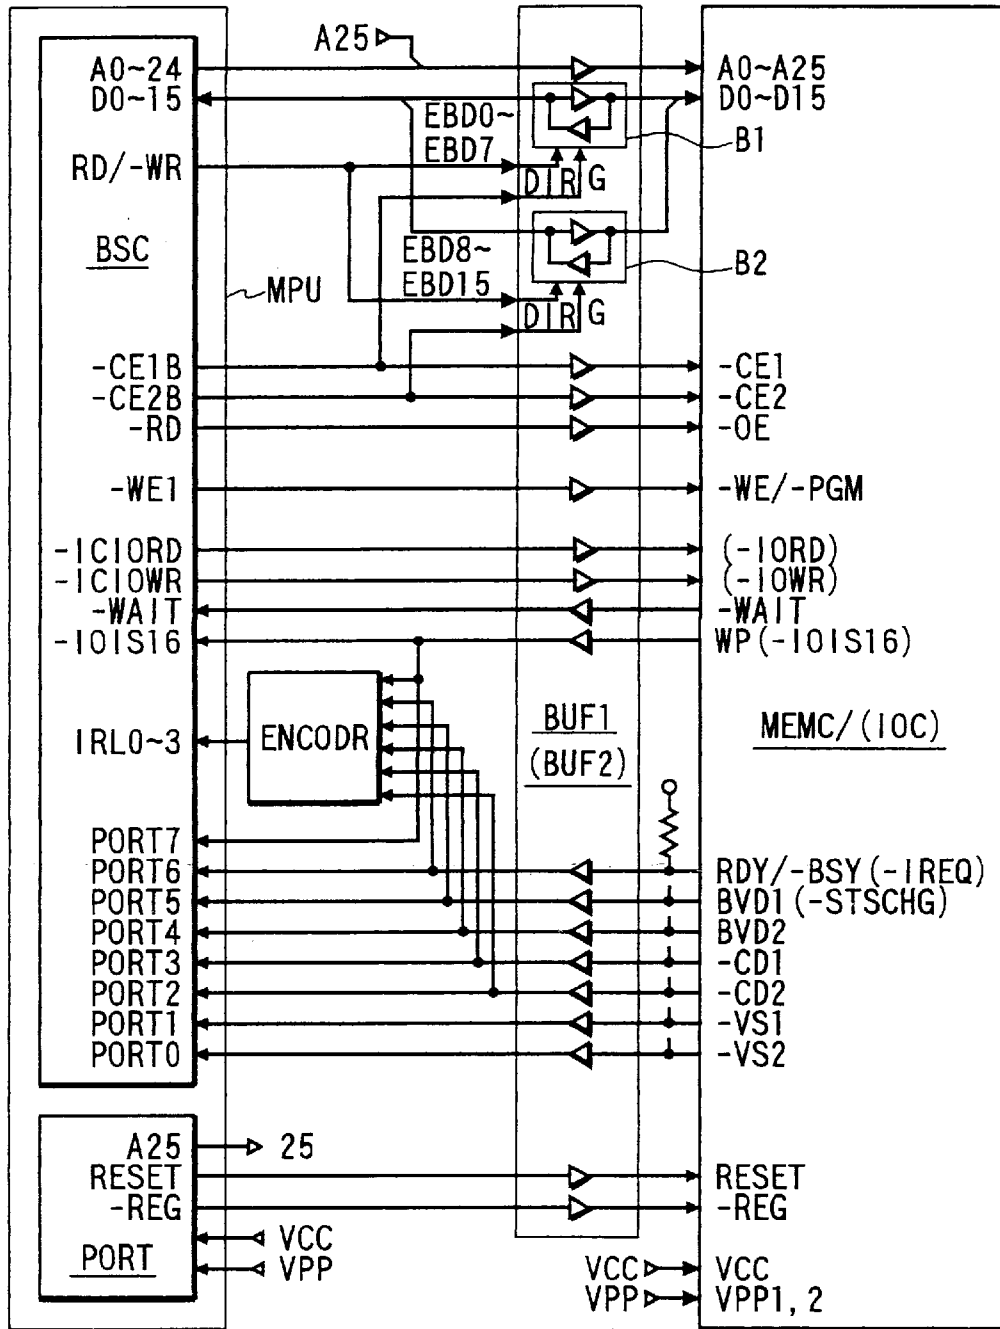 A25
A0~24
A0~A25
D0~15
D0~D15
EBD0~
EBD7
B1
RD/-WR
DIR G
BSC
EBD8~
EBD15
B2
MPU
DIR G
-CE1B
-CE1
-CE2B
-CE2
-RD
-OE
-WE1
-WE/-PGM
-ICIORD
(-IORD)
-ICIOWR
(-IOWR)
-WAIT
-WAIT
-IOIS16
WP(-IOIS16)
IRL0~3
ENCODR
BUF1
(BUF2)
MEMC/(IOC)
PORT7
PORT6
RDY/-BSY(-IREQ)
PORT5
BVD1(-STSCHG)
PORT4
BVD2
PORT3
-CD1
PORT2
-CD2
PORT1
-VS1
PORT0
-VS2
A25
25
RESET
RESET
-REG
-REG
VCC
PORT
VPP
VCC
VCC
VPP
VPP1,2